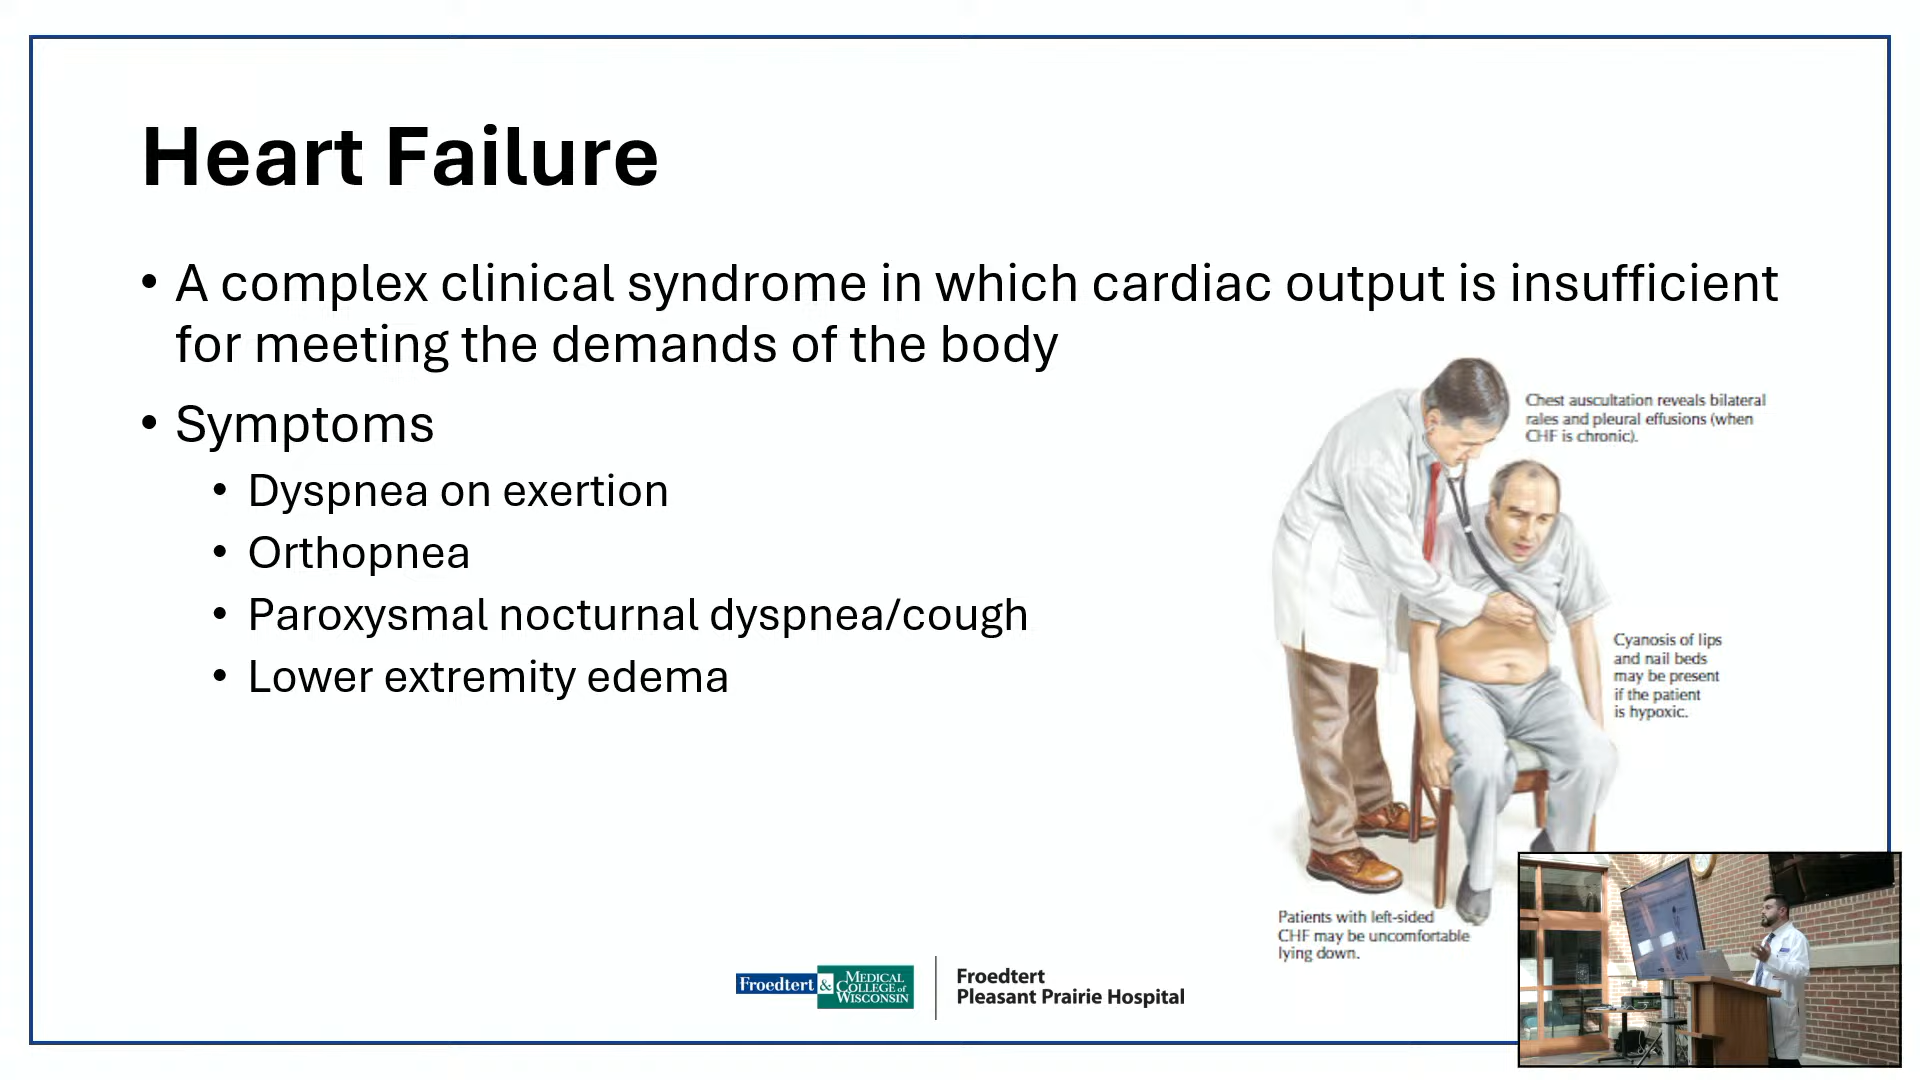 Heart Failure
• A complex clinical syndrome in which cardiac output is insufficient
for meeting the demands of the body
• Symptoms
• Dyspnea on exertion
• Orthopnea
• Paroxysmal nocturnal dyspnea/cough
• Lower extremity edema
Chest auscultation reveals bilateral
rales and pleural effusions (when
CHF is chronic).
Cyanosis of lips
and nail beds
may be present
if the patient
is hypoxic.
Patients with left-sided
CHF may be uncomfortable
lying down.
Froedtert & MEDICAL
COLLEGE of
WISCONSIN
Froedtert
Pleasant Prairie Hospital